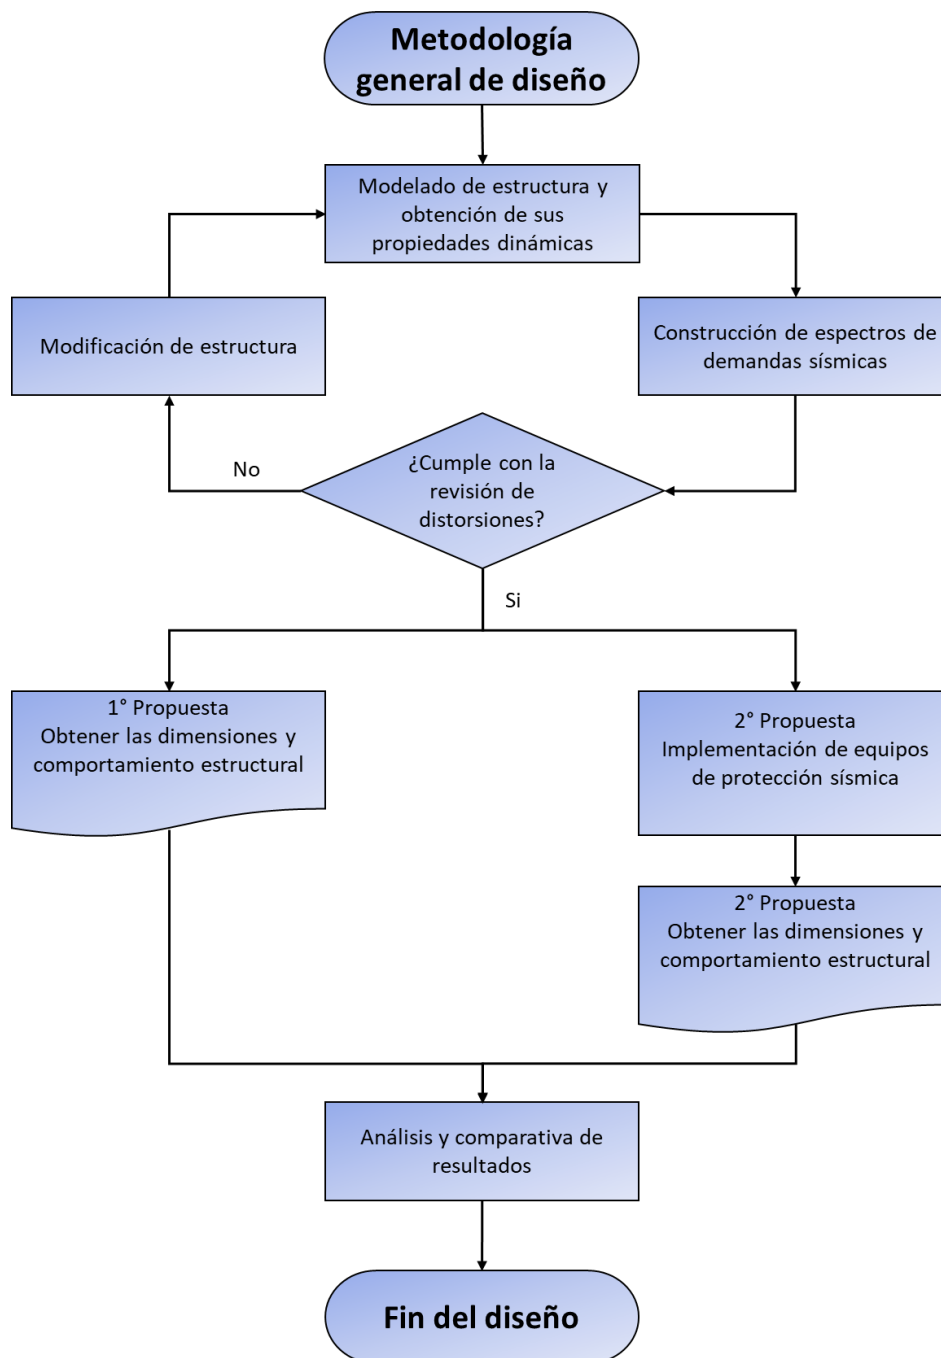 Metodología
general de diseño
Modelado de estructura y
obtención de sus
propiedades dinámicas
Modificación de estructura
Construcción de espectros de
demandas sísmicas
¿Cumple con la
revisión de
distorsiones?
No
Si
1° Propuesta
Obtener las dimensiones y
comportamiento estructural
2° Propuesta
Implementación de equipos
de protección sísmica
2° Propuesta
Obtener las dimensiones y
comportamiento estructural
Análisis y comparativa de
resultados
Fin del diseño